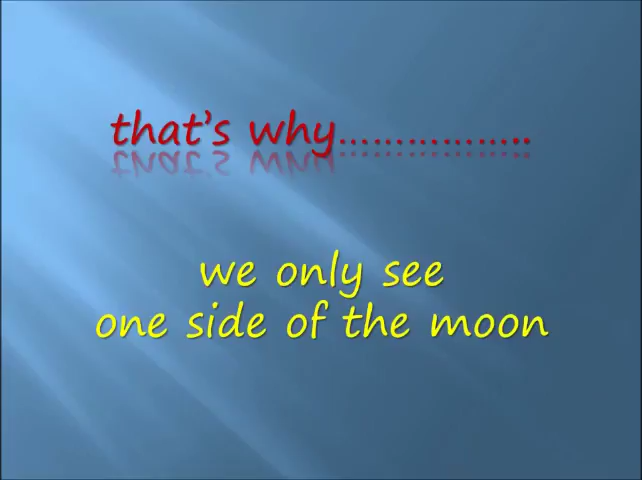 that's why................
we only see
one side of the moon